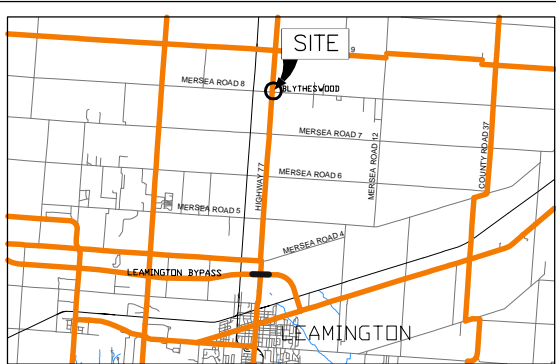 SITE
9
MERSEA ROAD 8
BLYTHESWOOD
MERSEA ROAD 7
MERSEA ROAD 12
COUNTY ROAD 37
MERSEA ROAD 6
HIGHWAY 77
MERSEA ROAD 5
MERSEA ROAD 4
LEAMINGTON BYPASS
LEAMINGTON